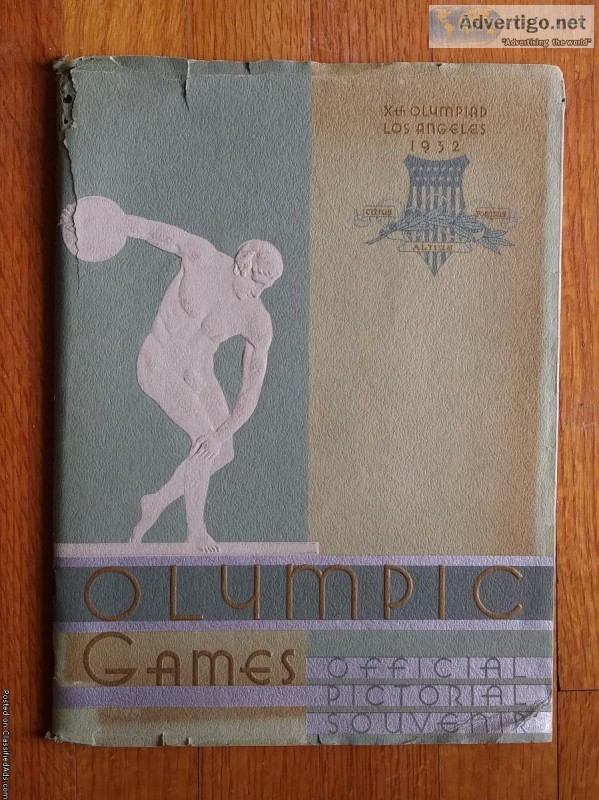 Advertigo.net
"Advertising the world"
Xth OLYMPIAD
LOS ANGELES
1932
CITIUS FORTIUS
ALTIUS
OLYMPIC
GAMES
OFFICIAL
PICTORIAL
SOUVENIR
Posted on ClassifiedAds.com